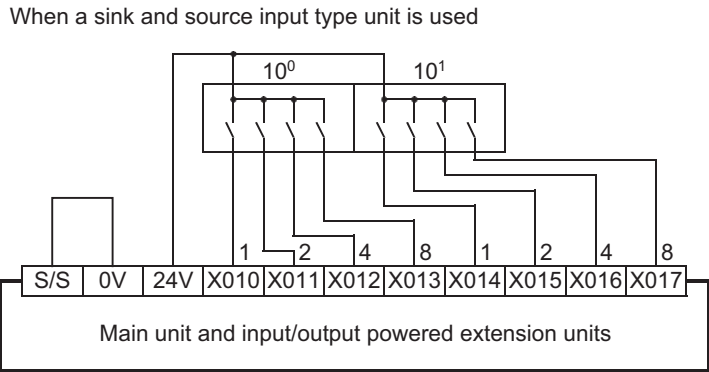 When a sink and source input type unit is used
10⁰ 10¹
1 2 4 8 1 2 4 8
S/S 0V 24V X010 X011 X012 X013 X014 X015 X016 X017
Main unit and input/output powered extension units